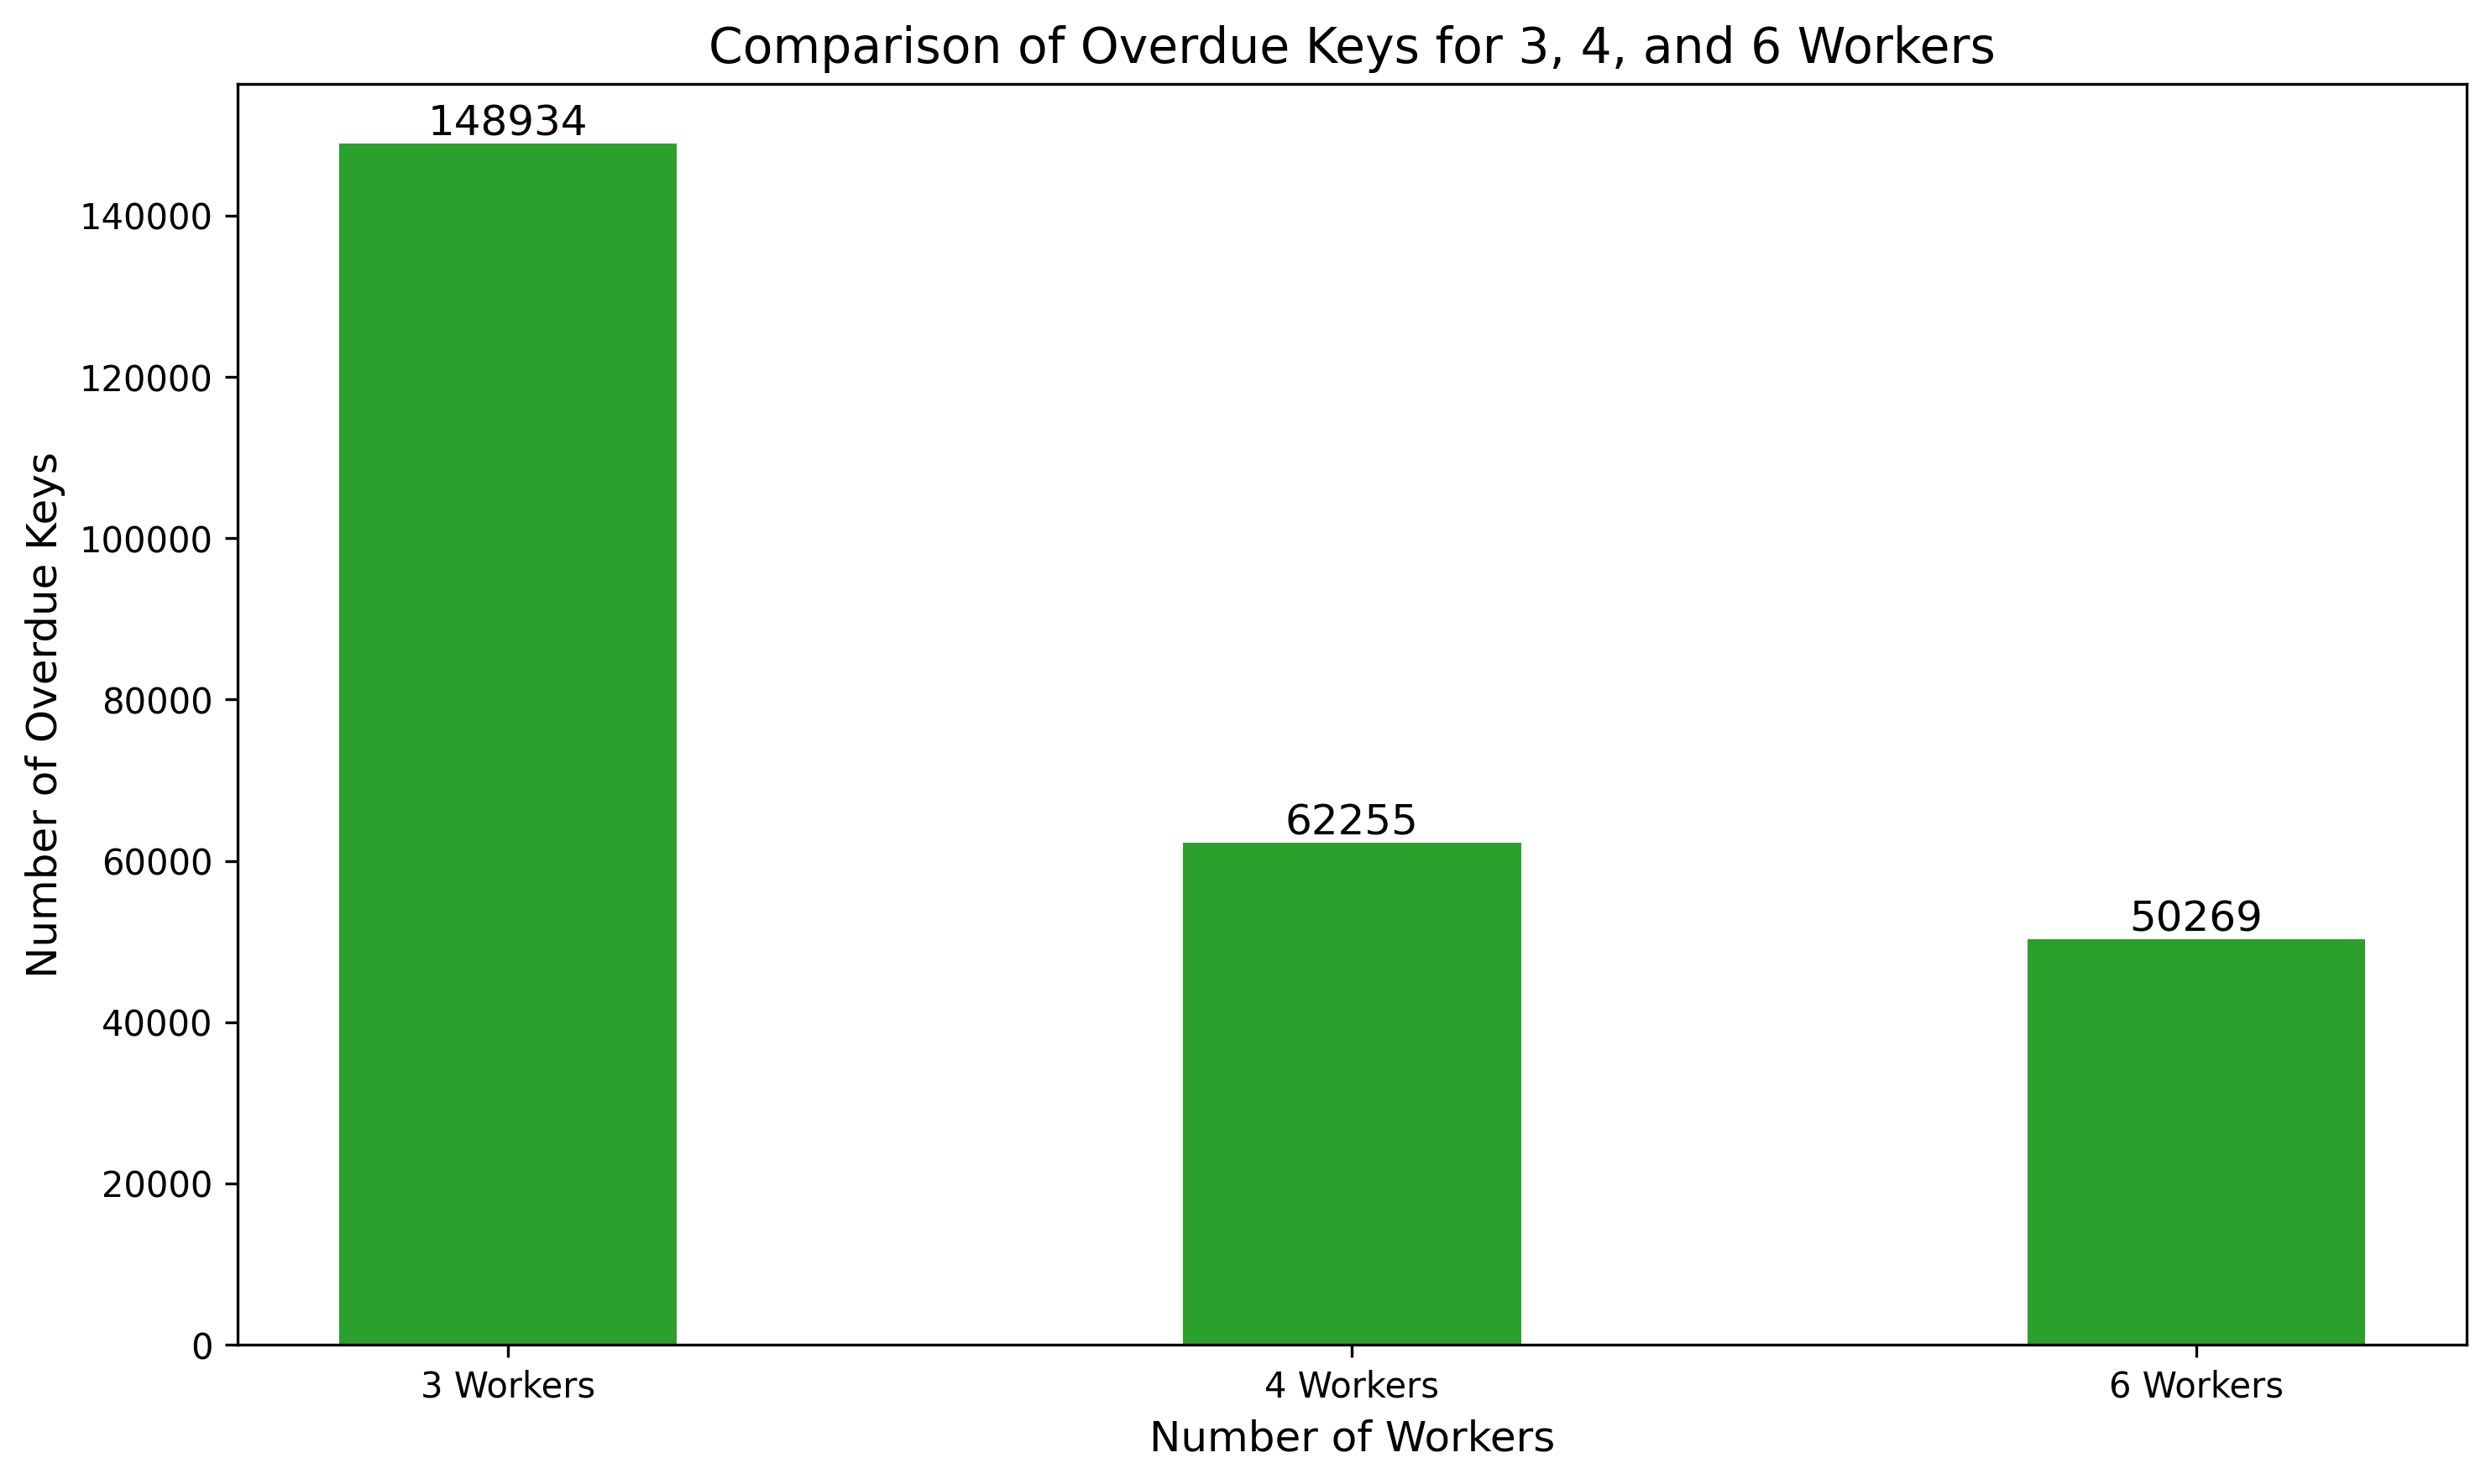 Comparison of Overdue Keys for 3, 4, and 6 Workers
Number of Overdue Keys
140000
120000
100000
80000
60000
40000
20000
0
148934
62255
50269
3 Workers
4 Workers
6 Workers
Number of Workers